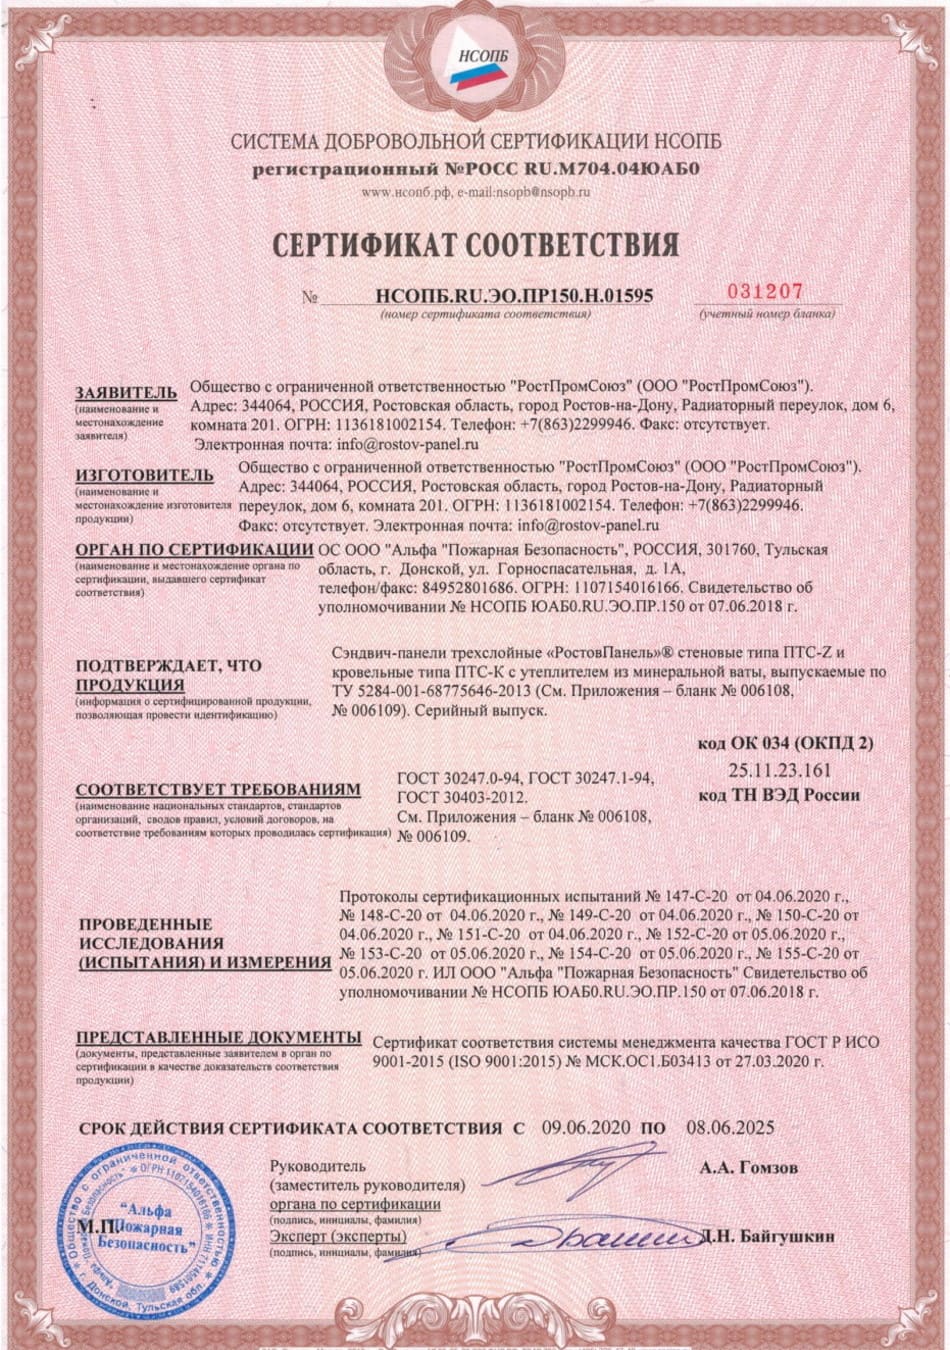 НСОПБ
СИСТЕМА ДОБРОВОЛЬНОЙ СЕРТИФИКАЦИИ НСОПБ
регистрационный №РОСС RU.М704.04ЮАБ0
www.нсопб.рф, e-mail:nsopb@nsopb.ru
СЕРТИФИКАТ СООТВЕТСТВИЯ
№ НСОПБ.RU.ЭО.ПР150.Н.01595 031207
(номер сертификата соответствия) (учетный номер бланка)
ЗАЯВИТЕЛЬ
(наименование и
местонахождение
заявителя)
Общество с ограниченной ответственностью "РостПромСоюз" (ООО "РостПромСоюз").
Адрес: 344064, РОССИЯ, Ростовская область, город Ростов-на-Дону, Радиаторный переулок, дом 6,
комната 201. ОГРН: 1136181002154. Телефон: +7(863)2299946. Факс: отсутствует.
Электронная почта: info@rostov-panel.ru
ИЗГОТОВИТЕЛЬ
(наименование и
местонахождение изготовителя
продукции)
Общество с ограниченной ответственностью "РостПромСоюз" (ООО "РостПромСоюз").
Адрес: 344064, РОССИЯ, Ростовская область, город Ростов-на-Дону, Радиаторный
переулок, дом 6, комната 201. ОГРН: 1136181002154. Телефон: +7(863)2299946.
Факс: отсутствует. Электронная почта: info@rostov-panel.ru
ОРГАН ПО СЕРТИФИКАЦИИ
(наименование и местонахождение органа по
сертификации, выдавшего сертификат
соответствия)
ОС ООО "Альфа "Пожарная Безопасность", РОССИЯ, 301760, Тульская
область, г. Донской, ул. Горноспасательная, д. 1А,
телефон/факс: 84952801686. ОГРН: 1107154016166. Свидетельство об
уполномочивании № НСОПБ ЮАБ0.RU.ЭО.ПР.150 от 07.06.2018 г.
ПОДТВЕРЖДАЕТ, ЧТО
ПРОДУКЦИЯ
(информация о сертифицированной продукции,
позволяющая провести идентификацию)
Сэндвич-панели трехслойные «РостовПанель»® стеновые типа ПТС-Z и
кровельные типа ПТС-К с утеплителем из минеральной ваты, выпускаемые по
ТУ 5284-001-68775646-2013 (См. Приложения – бланк № 006108,
№ 006109). Серийный выпуск.
код ОК 034 (ОКПД 2)
25.11.23.161
код ТН ВЭД России
СООТВЕТСТВУЕТ ТРЕБОВАНИЯМ
(наименование национальных стандартов, стандартов
организаций, сводов правил, условий договоров, на
соответствие требованиям которых проводилась сертификация)
ГОСТ 30247.0-94, ГОСТ 30247.1-94,
ГОСТ 30403-2012.
См. Приложения – бланк № 006108,
№ 006109.
ПРОВЕДЕННЫЕ
ИССЛЕДОВАНИЯ
(ИСПЫТАНИЯ) И ИЗМЕРЕНИЯ
Протоколы сертификационных испытаний № 147-С-20 от 04.06.2020 г.,
№ 148-С-20 от 04.06.2020 г., № 149-С-20 от 04.06.2020 г., № 150-С-20 от
04.06.2020 г., № 151-С-20 от 04.06.2020 г., № 152-С-20 от 05.06.2020 г.,
№ 153-С-20 от 05.06.2020 г., № 154-С-20 от 05.06.2020 г., № 155-С-20 от
05.06.2020 г. ИЛ ООО "Альфа "Пожарная Безопасность" Свидетельство об
уполномочивании № НСОПБ ЮАБ0.RU.ЭО.ПР.150 от 07.06.2018 г.
ПРЕДСТАВЛЕННЫЕ ДОКУМЕНТЫ
(документы, представленные заявителем в орган по
сертификации в качестве доказательств соответствия
продукции)
Сертификат соответствия системы менеджмента качества ГОСТ Р ИСО
9001-2015 (ISO 9001:2015) № МСК.ОС1.Б03413 от 27.03.2020 г.
СРОК ДЕЙСТВИЯ СЕРТИФИКАТА СООТВЕТСТВИЯ С 09.06.2020 ПО 08.06.2025
Руководитель
(заместитель руководителя)
органа по сертификации
(подпись, инициалы, фамилия)
А.А. Гомзов
Эксперт (эксперты)
(подпись, инициалы, фамилия)
Д.Н. Байгушкин
М.П.
"Альфа
Пожарная
Безопасность"
Общество с ограниченной ответственностью
г. Донской, Тульская обл.
ОГРН 1107154016166